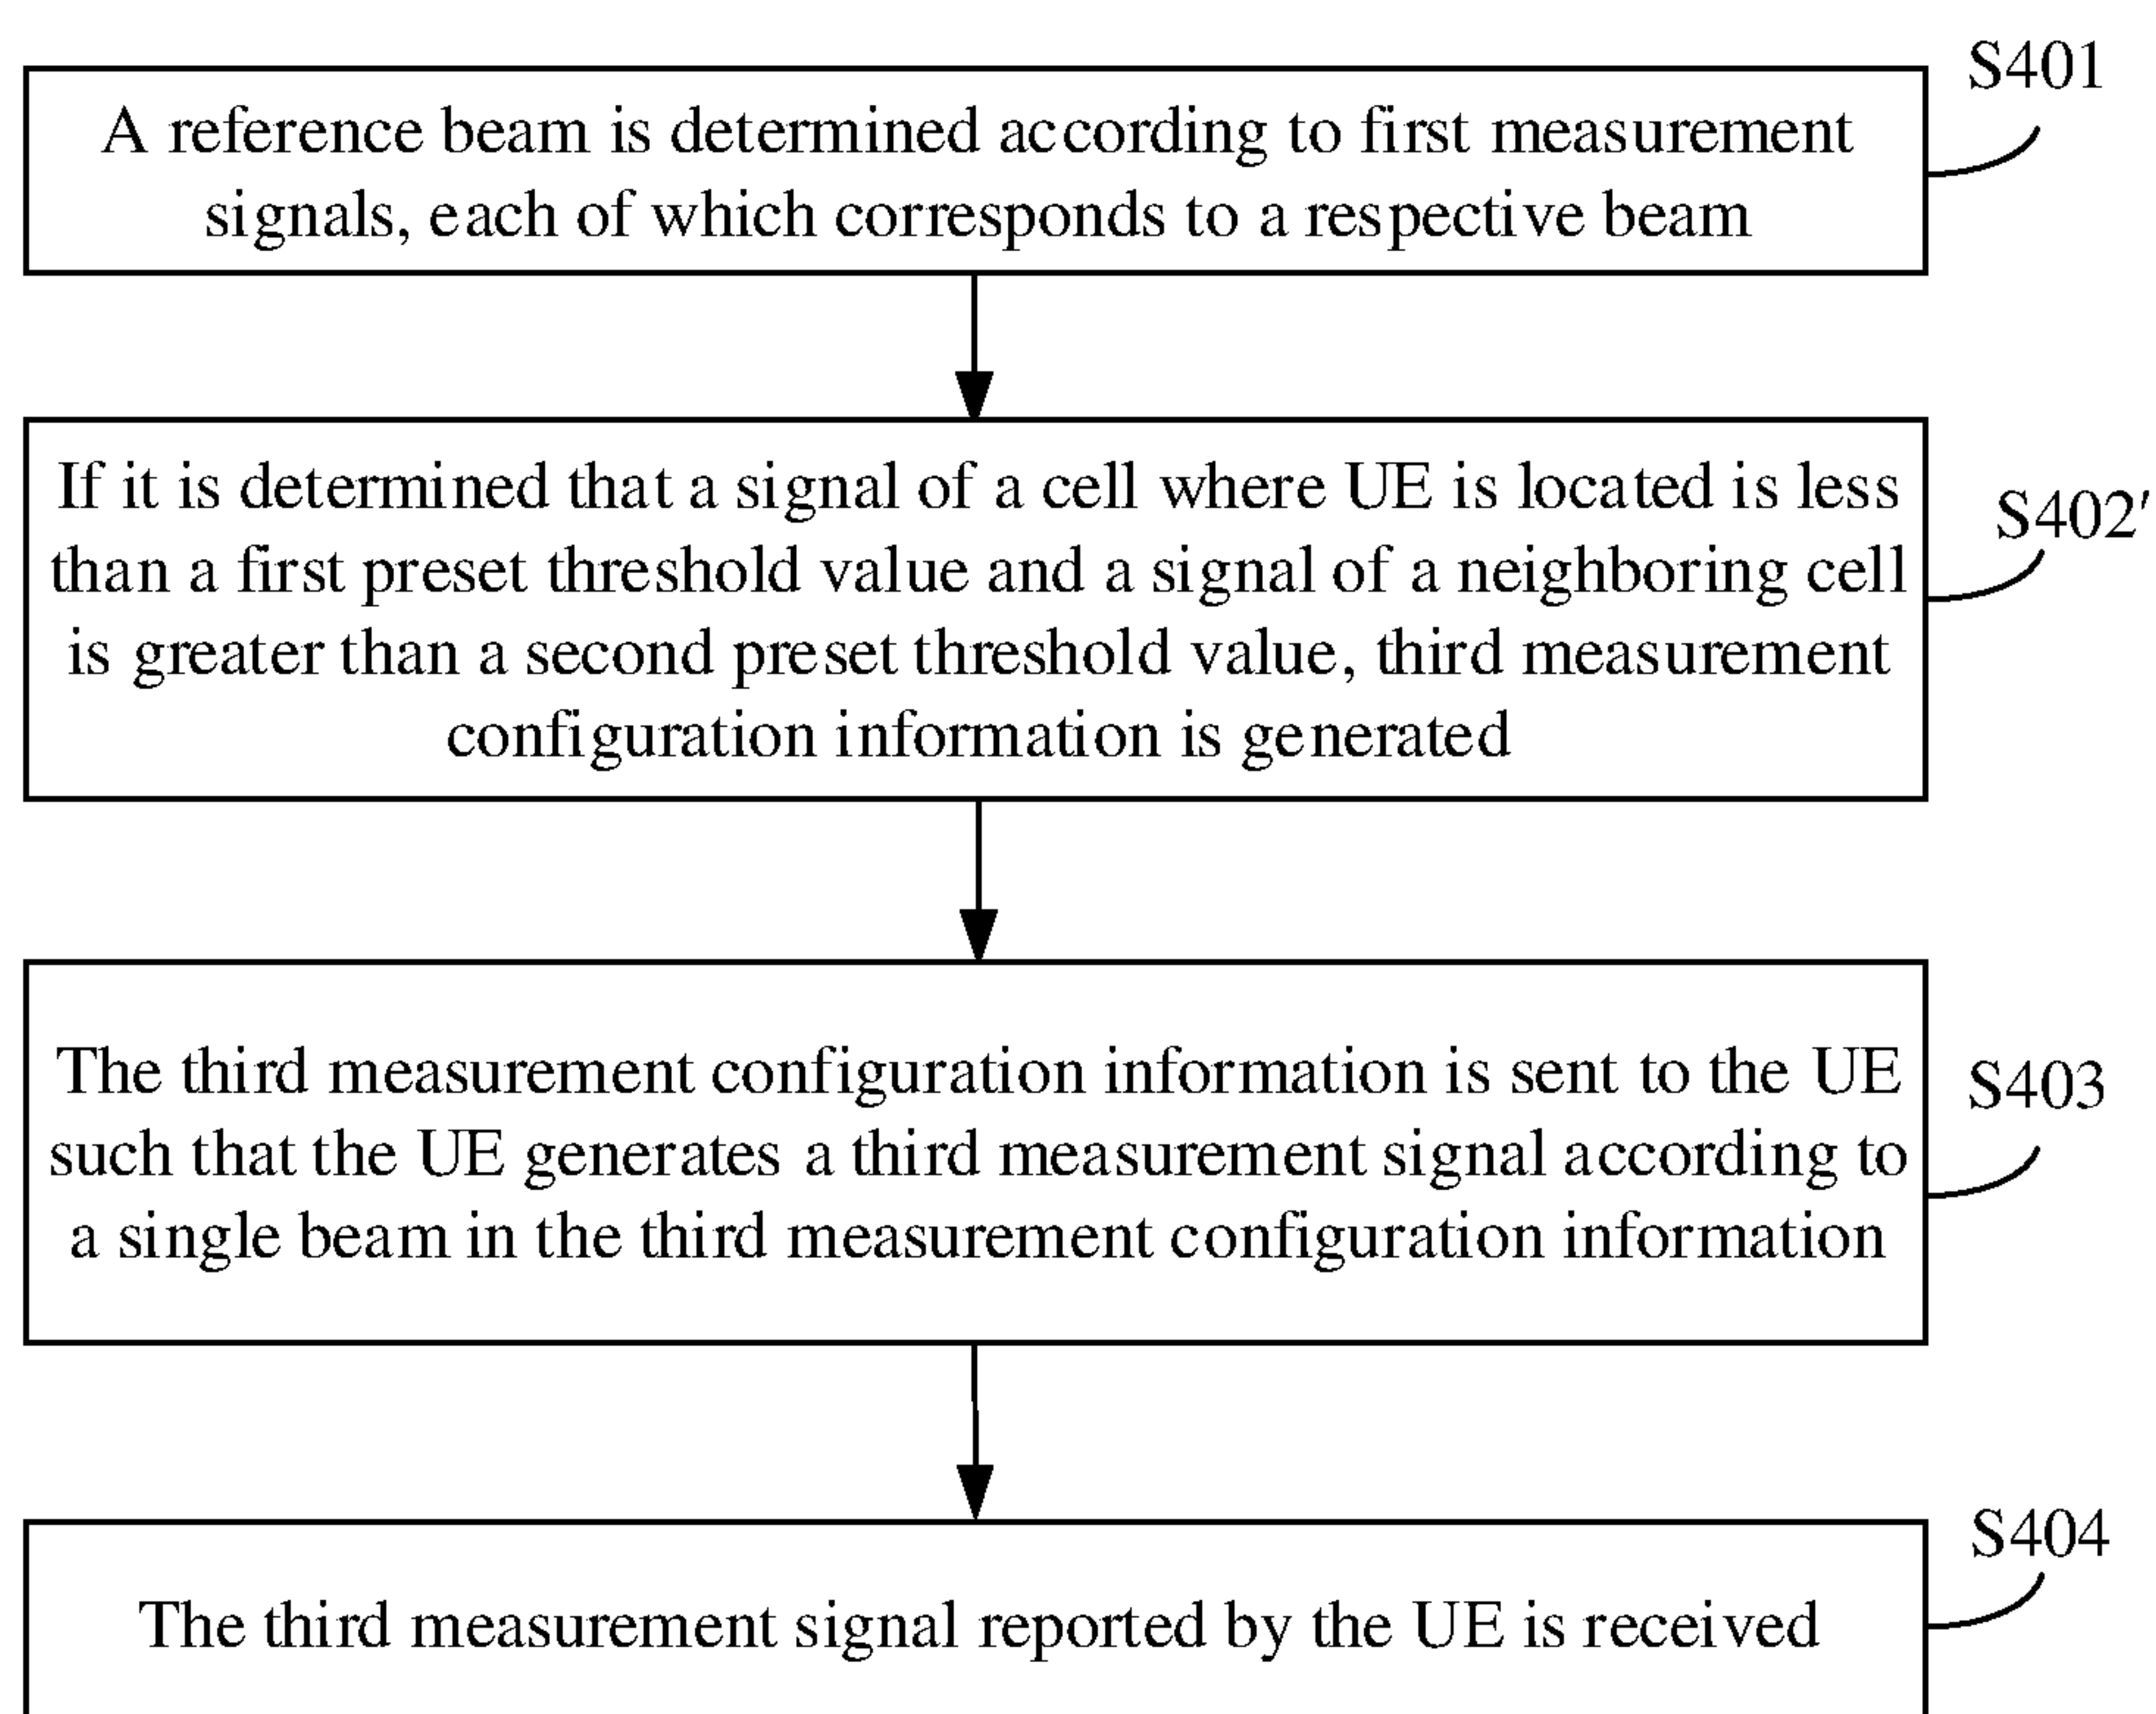 S401
A reference beam is determined according to first measurement
signals, each of which corresponds to a respective beam
If it is determined that a signal of a cell where UE is located is less
than a first preset threshold value and a signal of a neighboring cell
is greater than a second preset threshold value, third measurement
configuration information is generated
S402'
The third measurement configuration information is sent to the UE
such that the UE generates a third measurement signal according to
a single beam in the third measurement configuration information
S403
S404
The third measurement signal reported by the UE is received